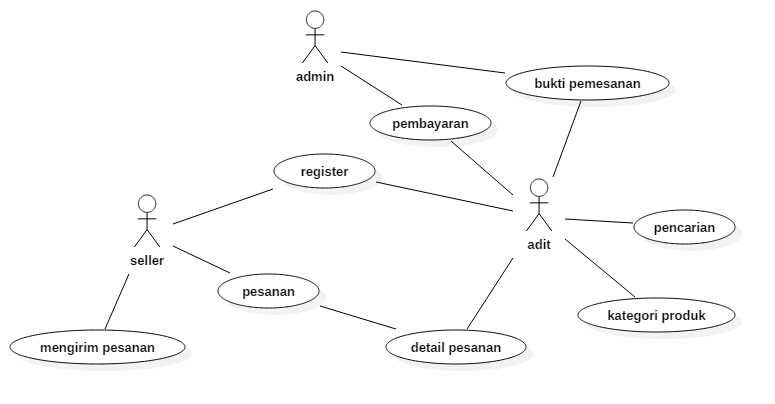 admin
bukti pemesanan
pembayaran
register
pencarian
adit
seller
pesanan
kategori produk
mengirim pesanan
detail pesanan